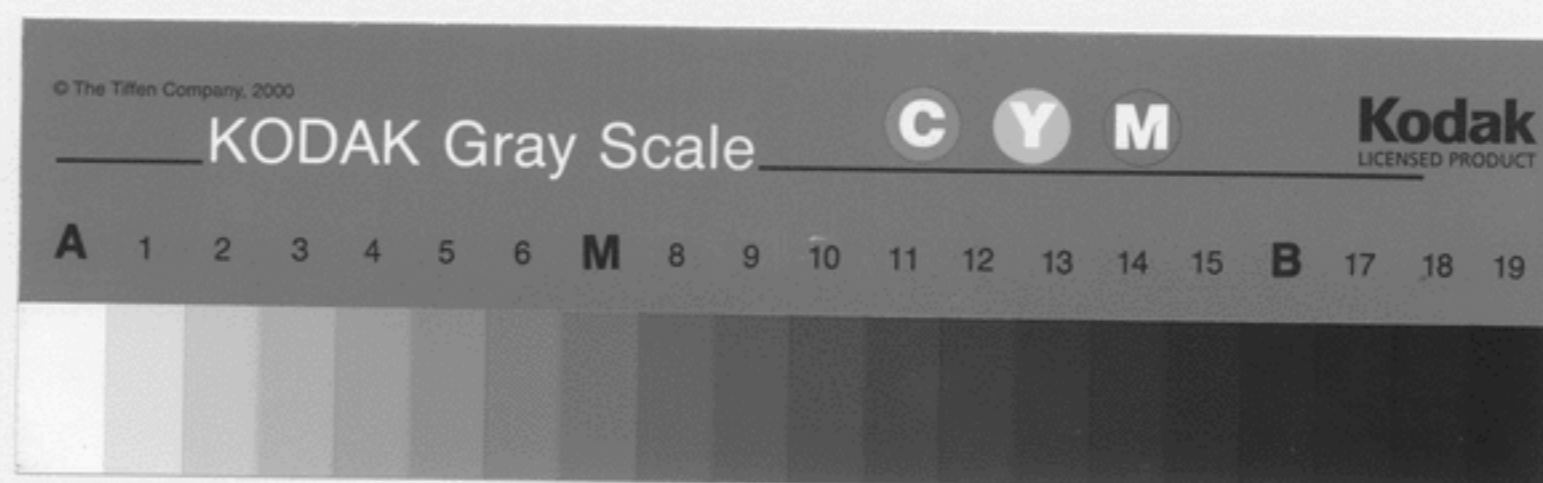 © The Tiffen Company, 2000
KODAK Gray Scale
C Y M
Kodak
LICENSED PRODUCT
A 1 2 3 4 5 6 M 8 9 10 11 12 13 14 15 B 17 18 19